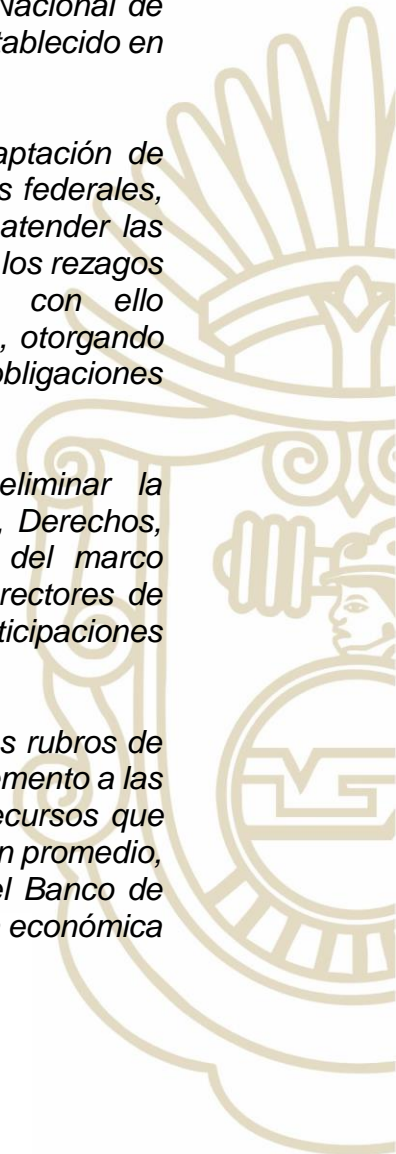 Nacional de
tablecido en
aptación de
s federales,
atender las
los rezagos
con ello
, otorgando
obligaciones
eliminar la
, Derechos,
del marco
rectores de
ticipaciones
s rubros de
emento a las
ecursos que
n promedio,
el Banco de
económica